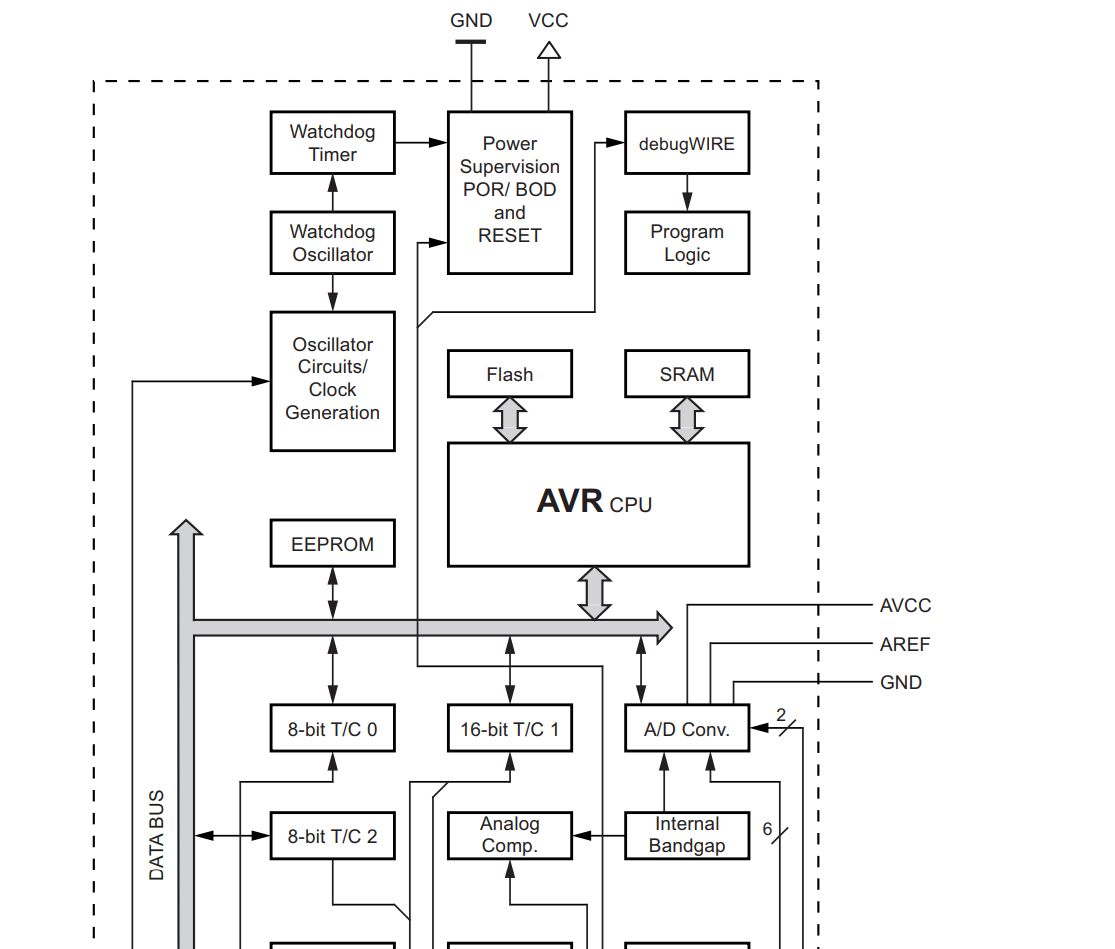 GND
VCC
Watchdog
Timer
Power
Supervision
POR/ BOD
and
RESET
debugWIRE
Watchdog
Oscillator
Program
Logic
Oscillator
Circuits/
Clock
Generation
Flash
SRAM
AVR CPU
EEPROM
AVCC
AREF
GND
8-bit T/C 0
16-bit T/C 1
A/D Conv.
2
DATA BUS
8-bit T/C 2
Analog
Comp.
Internal
Bandgap
6